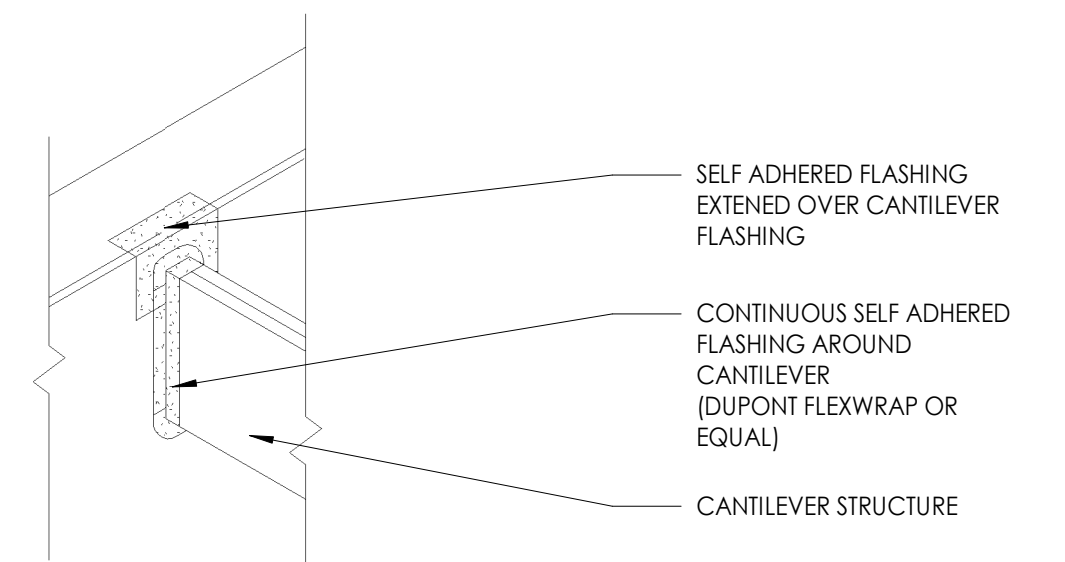 SELF ADHERED FLASHING
EXTENED OVER CANTILEVER
FLASHING
CONTINUOUS SELF ADHERED
FLASHING AROUND
CANTILEVER
(DUPONT FLEXWRAP OR
EQUAL)
CANTILEVER STRUCTURE